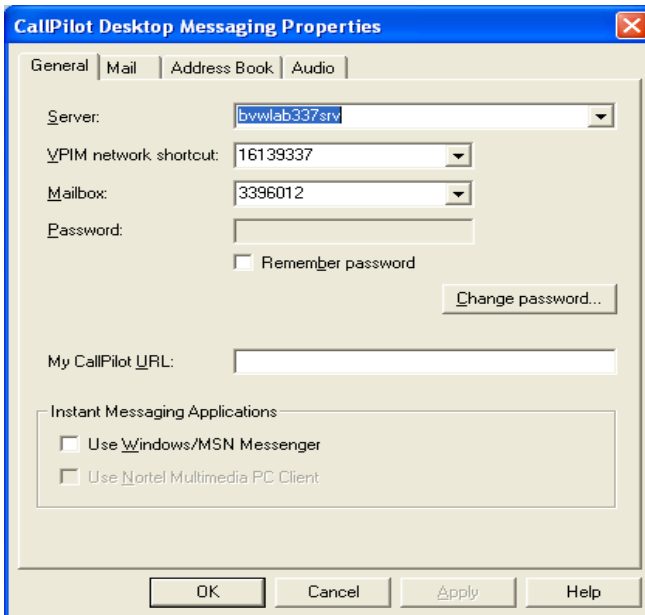 CallPilot Desktop Messaging Properties
General Mail Address Book Audio
Server: bvwlab337srv
VPIM network shortcut: 16139337
Mailbox: 3396012
Password:
Remember password
Change password...
My CallPilot URL:
Instant Messaging Applications
Use Windows/MSN Messenger
Use Nortel Multimedia PC Client
OK Cancel Apply Help